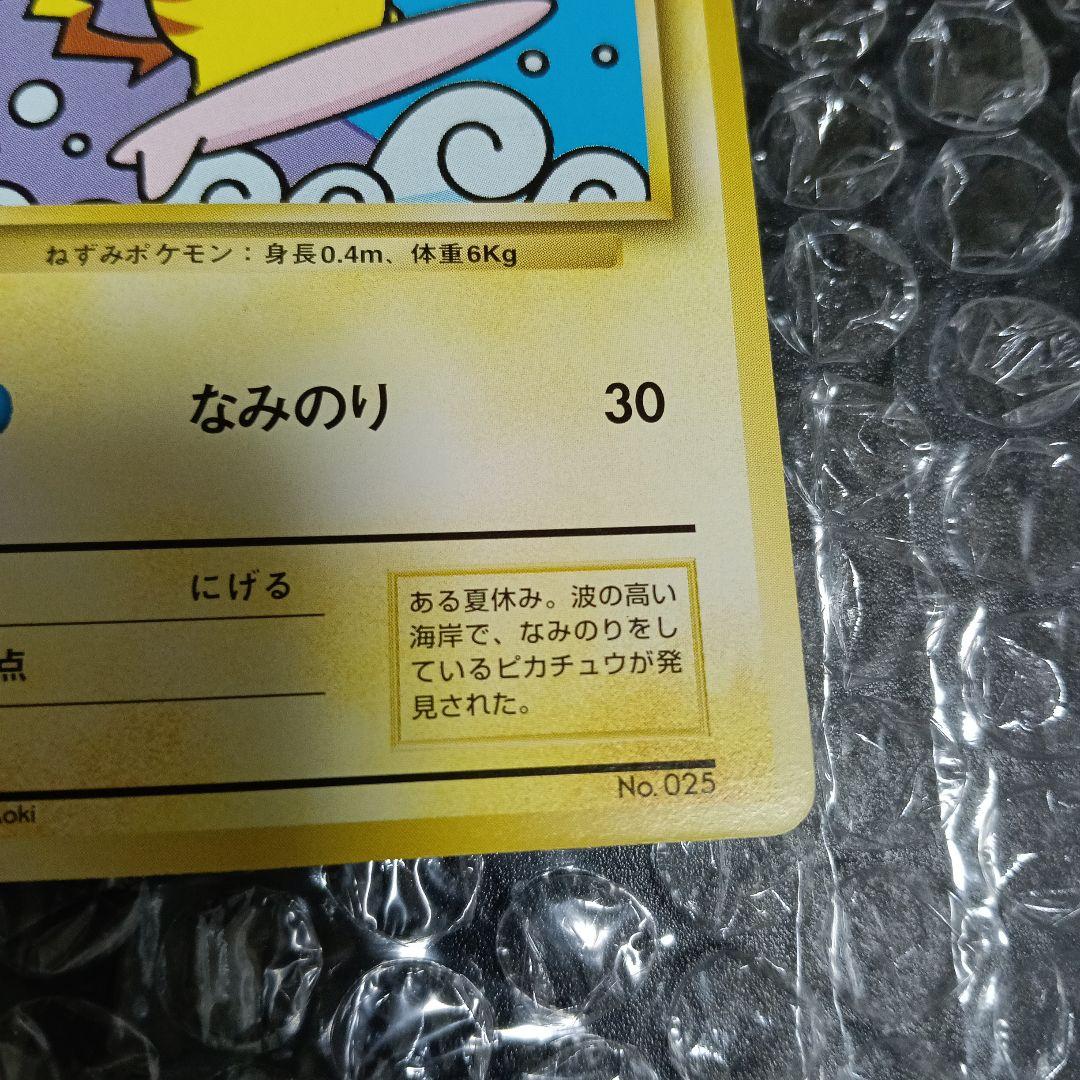 ねずみポケモン：身長0.4m、体重6Kg
なみのり 30
にげる
点
ある夏休み。波の高い
海岸で、なみのりをし
ているピカチュウが発
見された。
No. 025